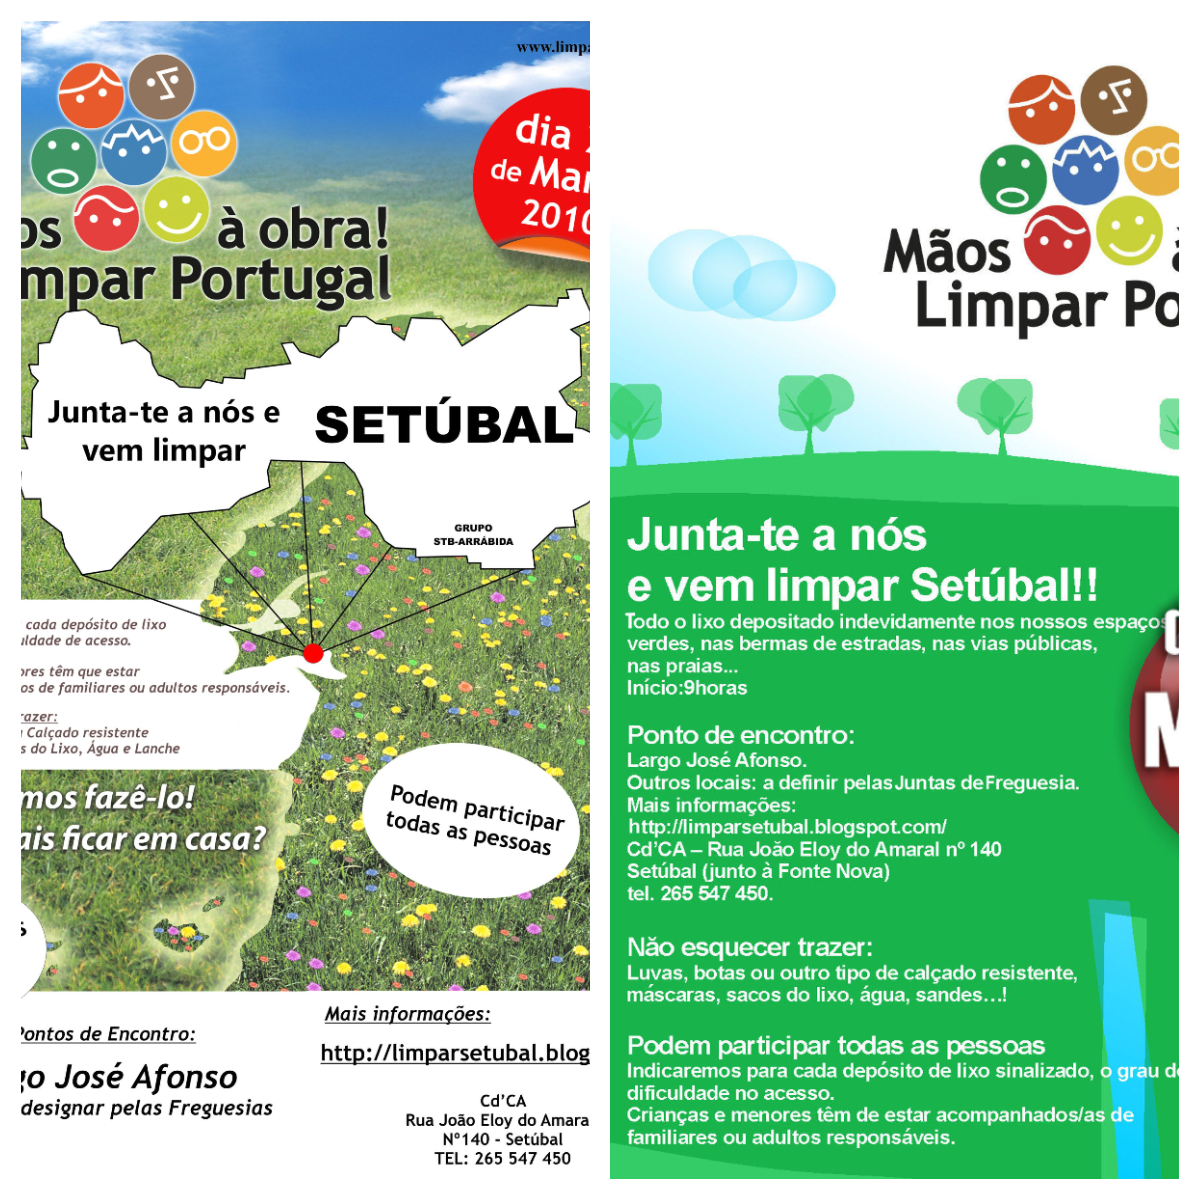 www.limpa
dia
de Mar
2010
os à obra!
mpar Portugal
Junta-te a nós e
vem limpar
SETÚBAL
GRUPO
STB-ARRÁBIDA
cada depósito de lixo
uldade de acesso.
ores têm que estar
os de familiares ou adultos responsáveis.
razer:
Calçado resistente
s do Lixo, Água e Lanche
mos fazê-lo!
ais ficar em casa?
Podem participar
todas as pessoas
Pontos de Encontro:
go José Afonso
designar pelas Freguesias
Mais informações:
http://limparsetubal.blog
Cd'CA
Rua João Eloy do Amara
Nº140 - Setúbal
TEL: 265 547 450
Mãos à
Limpar Po
Junta-te a nós
e vem limpar Setúbal!!
Todo o lixo depositado indevidamente nos nossos espaços
verdes, nas bermas de estradas, nas vias públicas,
nas praias...
Início:9horas
Ponto de encontro:
Largo José Afonso.
Outros locais: a definir pelas Juntas de Freguesia.
Mais informações:
http://limparsetubal.blogspot.com/
Cd'CA – Rua João Eloy do Amaral nº 140
Setúbal (junto à Fonte Nova)
tel. 265 547 450.
Não esquecer trazer:
Luvas, botas ou outro tipo de calçado resistente,
máscaras, sacos do lixo, água, sandes...!
Podem participar todas as pessoas
Indicaremos para cada depósito de lixo sinalizado, o grau de
dificuldade no acesso.
Crianças e menores têm de estar acompanhados/as de
familiares ou adultos responsáveis.
M